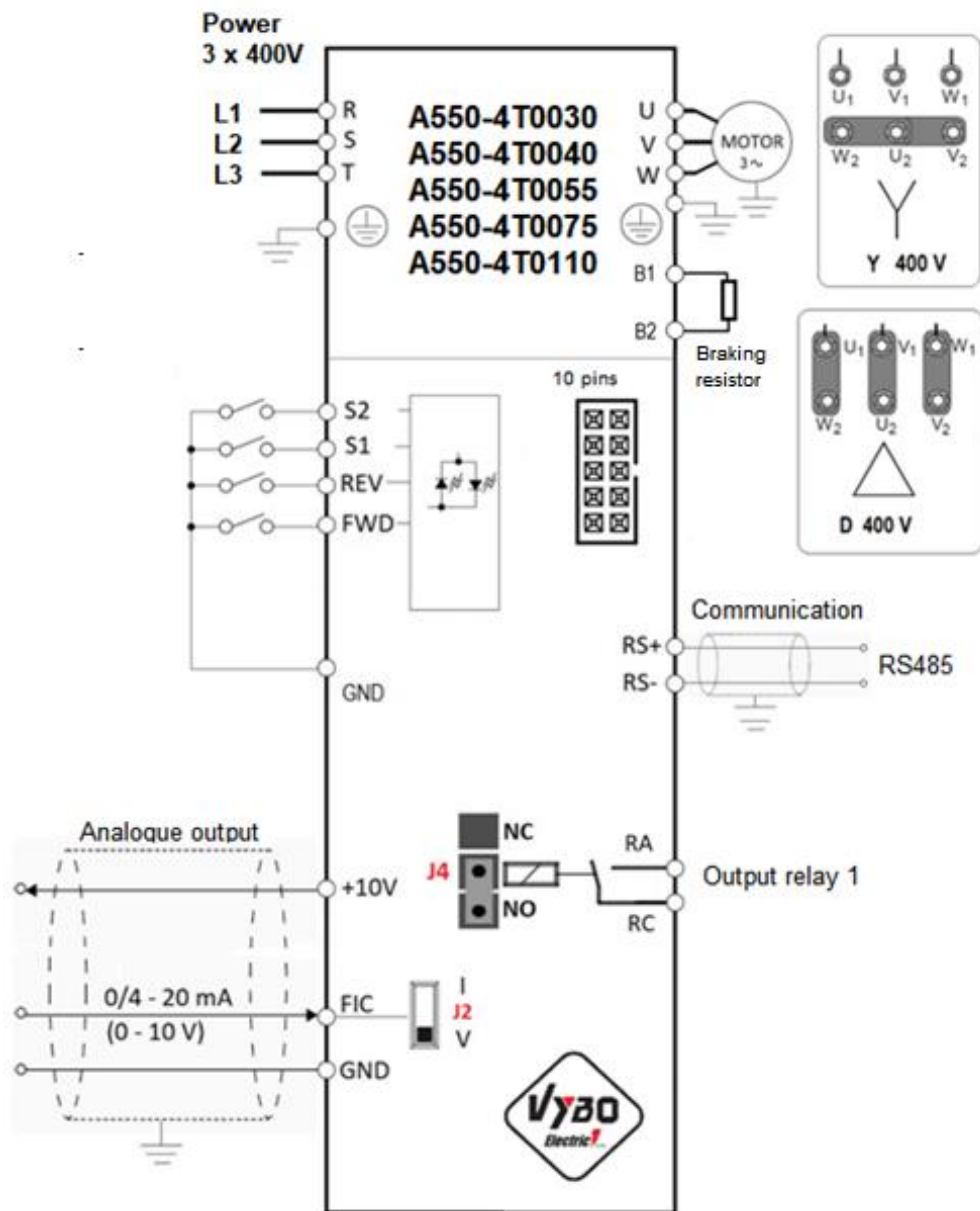 Power
3 x 400V
L1
L2
L3
R
S
T
A550-4T0030
A550-4T0040
A550-4T0055
A550-4T0075
A550-4T0110
U
V
W
MOTOR
3~
B1
B2
Braking
resistor
U1 V1 W1
W2 U2 V2
Y 400 V
U1 V1 W1
W2 U2 V2
D 400 V
10 pins
S2
S1
REV
FWD
GND
Communication
RS+
RS-
RS485
Analogue output
+10V
0/4 - 20 mA
(0 - 10 V)
FIC
GND
I
J2
V
NC
J4
NO
RA
RC
Output relay 1
VYBO
Electric